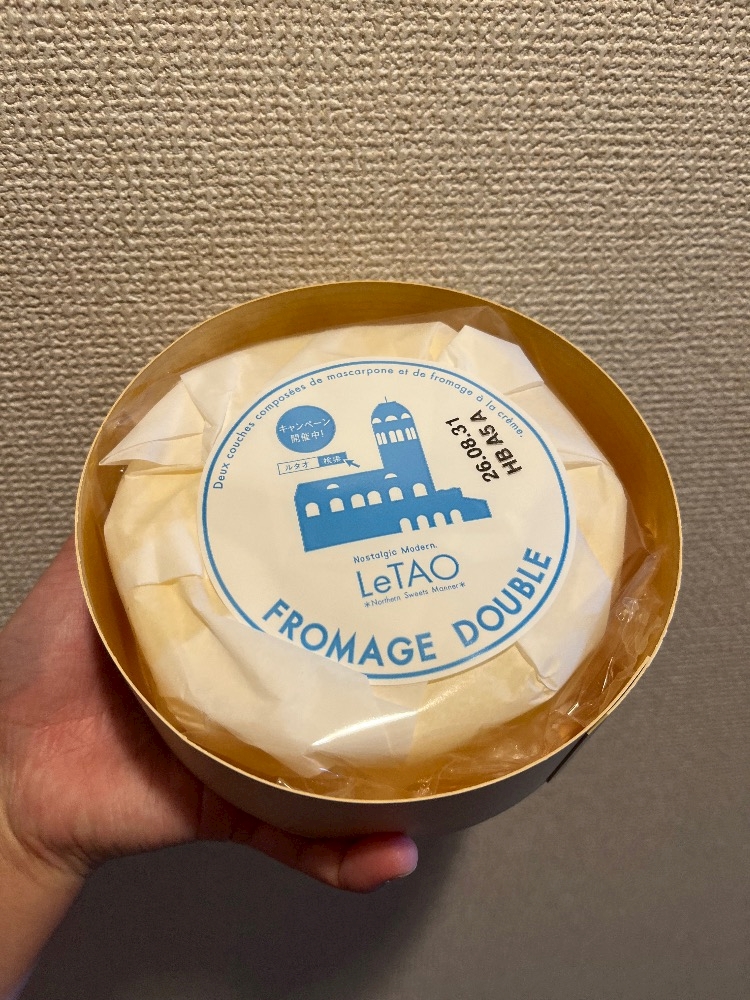 Deux couches composées de mascarpone et de fromage à la crème.
キャンペーン
開催中!
ルタオ 検索
26.08.31
HB A5A
Nostalgic Modern.
LeTAO
*Northern Sweets Manner*
FROMAGE DOUBLE